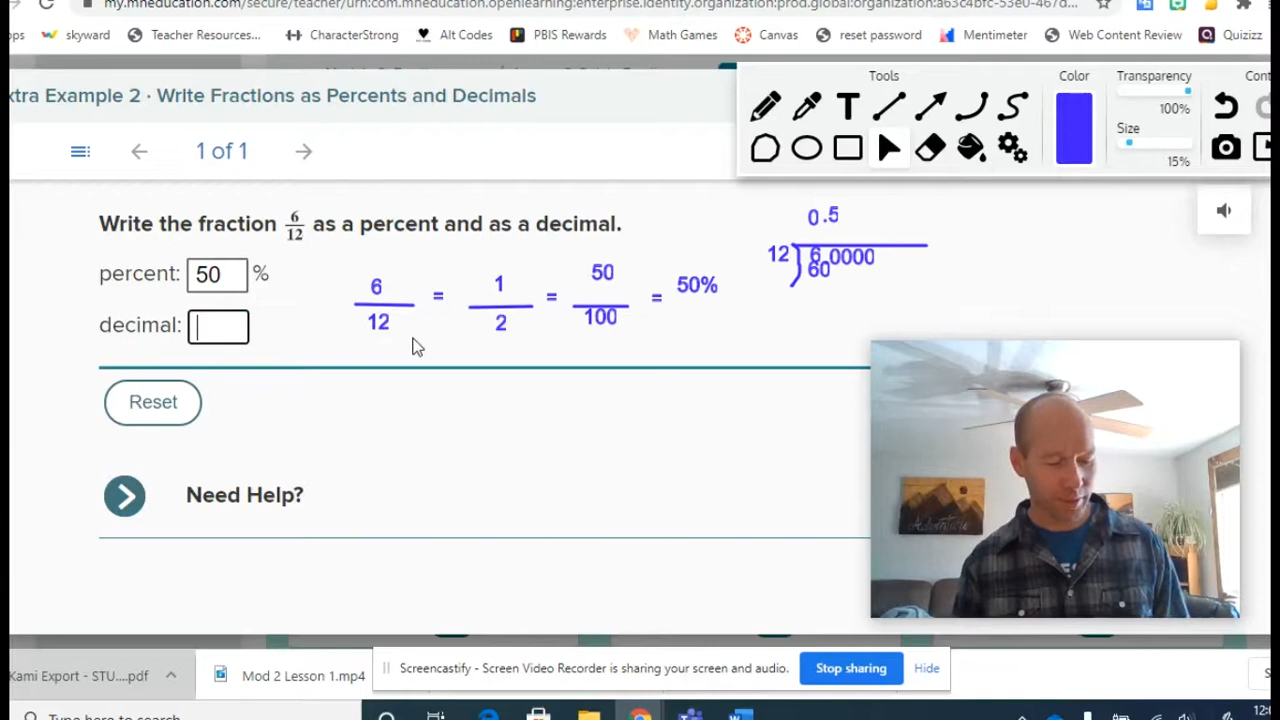 my.mheducation.com/secure/teacher/urn:com.mheducation.openlearning:enterprise.identity.organization:prod.global:organization:a63c4bfc-53e0-467d...
ops skyward Teacher Resources... CharacterStrong Alt Codes PBIS Rewards Math Games Canvas reset password Mentimeter Web Content Review Quizizz
xtra Example 2 · Write Fractions as Percents and Decimals
Tools Color Transparency Cont
100%
Size
15%
1 of 1
Write the fraction 6/12 as a percent and as a decimal.
percent: 50 %
decimal:
6/12 = 1/2 = 50/100 = 50%
0.5
12 6.0000
60
Reset
Adventure
Need Help?
Kami Export - STU....pdf
Mod 2 Lesson 1.mp4
Screencastify - Screen Video Recorder is sharing your screen and audio.
Stop sharing
Hide
S
Type here to search
12:0